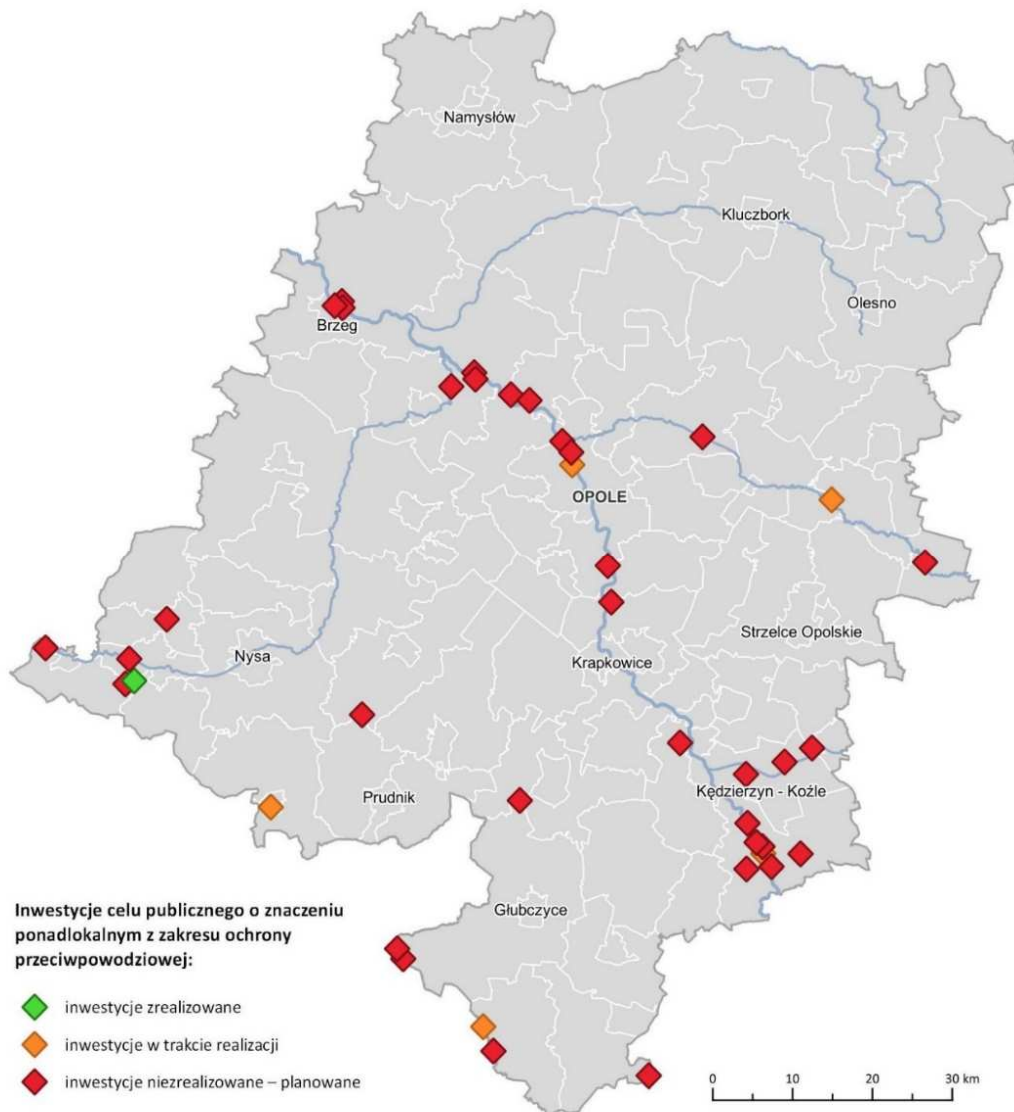 Namysłów
Kluczbork
Olesno
Brzeg
OPOLE
Strzelce Opolskie
Nysa
Krapkowice
Prudnik
Kędzierzyn - Koźle
Głubczyce
Inwestycje celu publicznego o znaczeniu
ponadlokalnym z zakresu ochrony
przeciwpowodziowej:
inwestycje zrealizowane
inwestycje w trakcie realizacji
inwestycje niezrealizowane – planowane
0 10 20 30 km